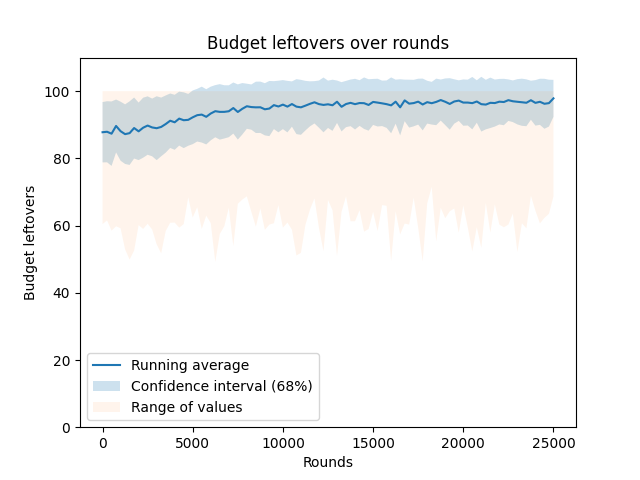 Budget leftovers over rounds
Budget leftovers
100
80
60
40
20
0
Running average
Confidence interval (68%)
Range of values
0 5000 10000 15000 20000 25000
Rounds